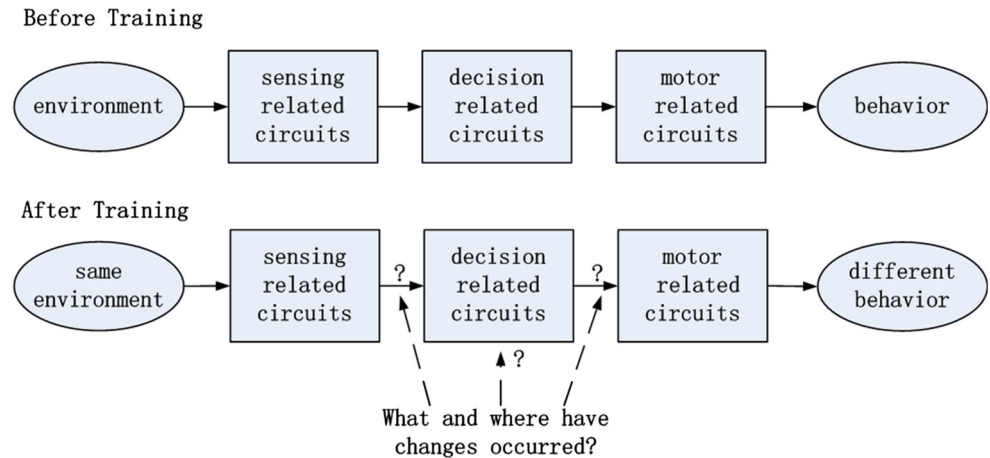 Before Training
environment
sensing
related
circuits
decision
related
circuits
motor
related
circuits
behavior
After Training
same
environment
sensing
related
circuits
?
decision
related
circuits
?
motor
related
circuits
different
behavior
?
What and where have
changes occurred?